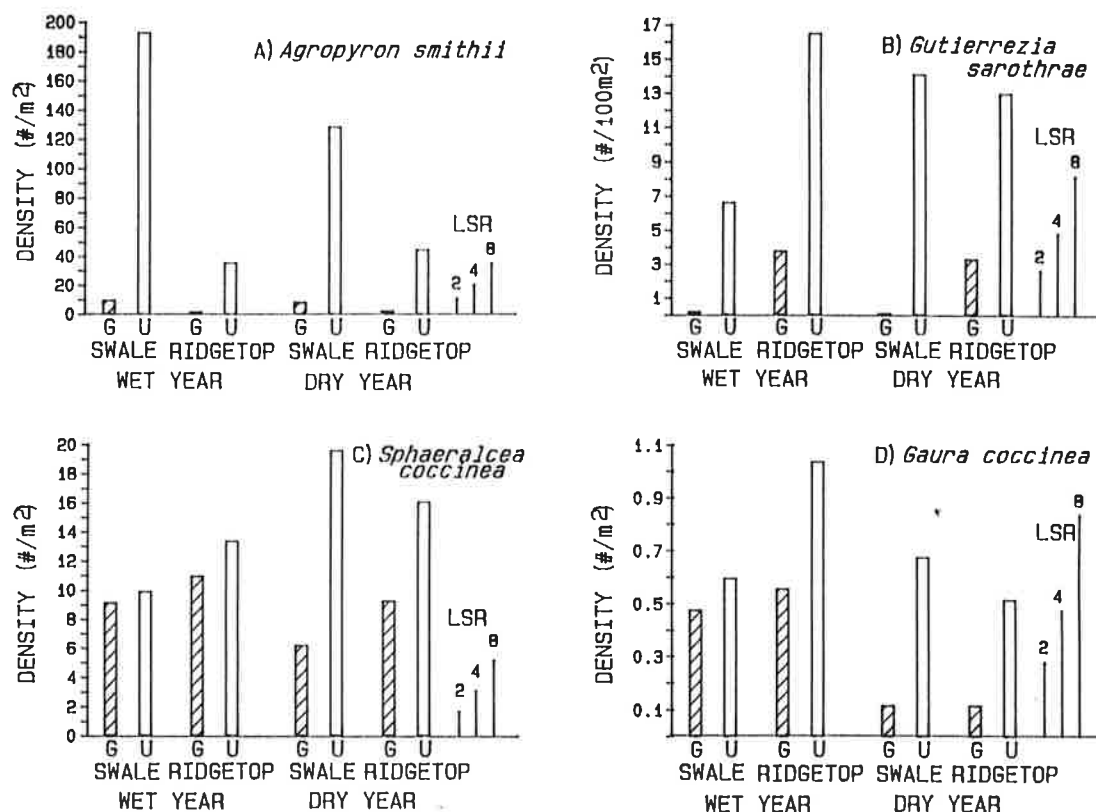 A) Agropyron smithii
DENSITY (#/m2)
200
180
160
140
120
100
80
60
40
20
0
LSR
2 4 8
G U G U G U G U
SWALE RIDGETOP SWALE RIDGETOP
WET YEAR DRY YEAR
B) Gutierrezia
sarothrae
DENSITY (#/100m2)
17
15
13
11
9
7
5
3
1
LSR
2 4 8
G U G U G U G U
SWALE RIDGETOP SWALE RIDGETOP
WET YEAR DRY YEAR
C) Sphaeralcea
coccinea
DENSITY (#/m2)
20
18
16
14
12
10
8
6
4
2
0
LSR
2 4 8
G U G U G U G U
SWALE RIDGETOP SWALE RIDGETOP
WET YEAR DRY YEAR
D) Gaura coccinea
DENSITY (#/m2)
1.1
0.9
0.7
0.5
0.3
0.1
LSR
2 4 8
G U G U G U G U
SWALE RIDGETOP SWALE RIDGETOP
WET YEAR DRY YEAR